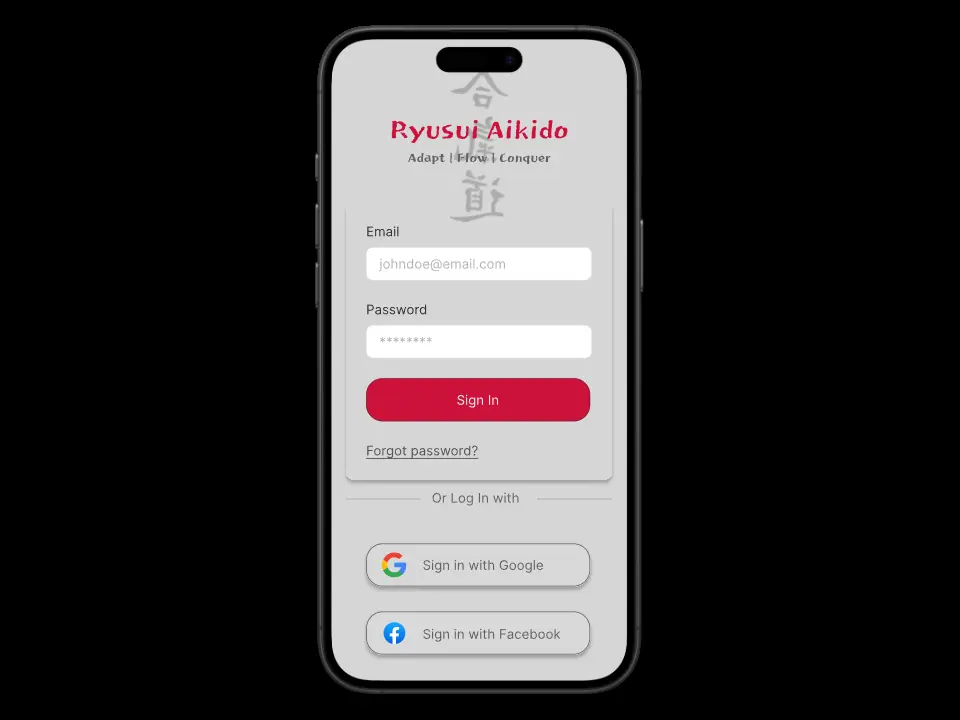 合
氣
道
Ryusui Aikido
Adapt | Flow | Conquer
Email
johndoe@email.com
Password
********
Sign In
Forgot password?
Or Log In with
Sign in with Google
Sign in with Facebook